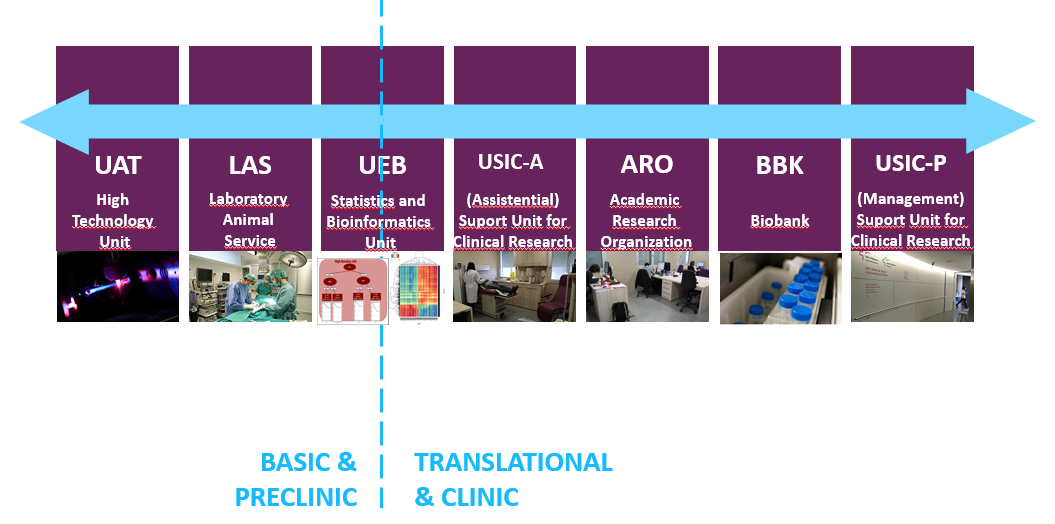 UAT
High
Technology
Unit
LAS
Laboratory
Animal
Service
UEB
Statistics and
Bioinformatics
Unit
USIC-A
(Assistential)
Suport Unit for
Clinical Research
ARO
Academic
Research
Organization
BBK
Biobank
USIC-P
(Management)
Suport Unit for
Clinical Research
BASIC &
PRECLINIC
TRANSLATIONAL
& CLINIC